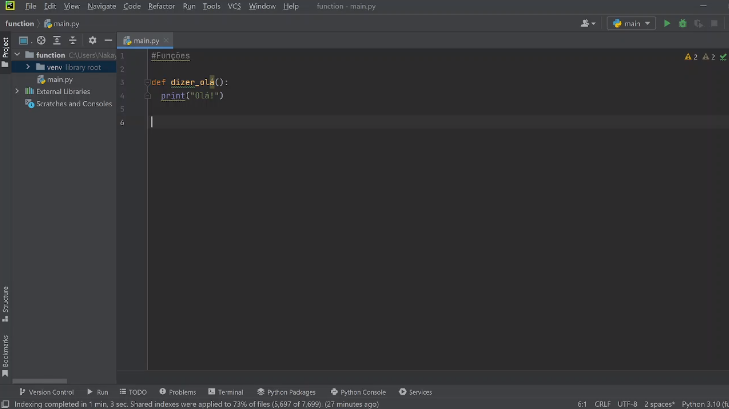 File Edit View Navigate Code Refactor Run Tools VCS Window Help function - main.py
function main.py main
Project main.py
function C:\Users\Nakay
venv library root
main.py
External Libraries
Scratches and Consoles
1 #Funções 2 2
2
3 def dizer_ola():
4 print("Olá!")
5
6
Structure
Bookmarks
Version Control Run TODO Problems Terminal Python Packages Python Console Services
Indexing completed in 1 min, 3 sec. Shared indexes were applied to 73% of files (5,697 of 7,699). (27 minutes ago) 6:1 CRLF UTF-8 2 spaces* Python 3.10 (f